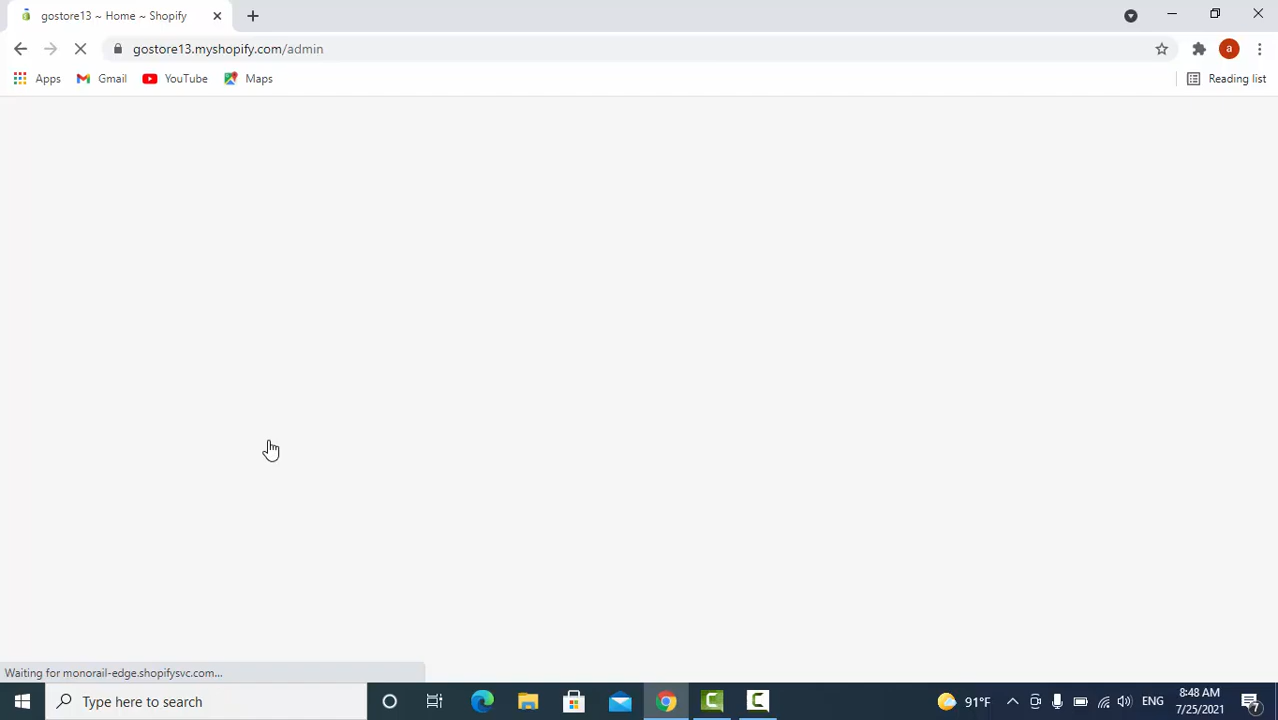 gostore13 ~ Home ~ Shopify
gostore13.myshopify.com/admin
a
Apps Gmail YouTube Maps Reading list
Waiting for monorail-edge.shopifysvc.com...
Type here to search
91°F ENG
8:48 AM
7/25/2021
7